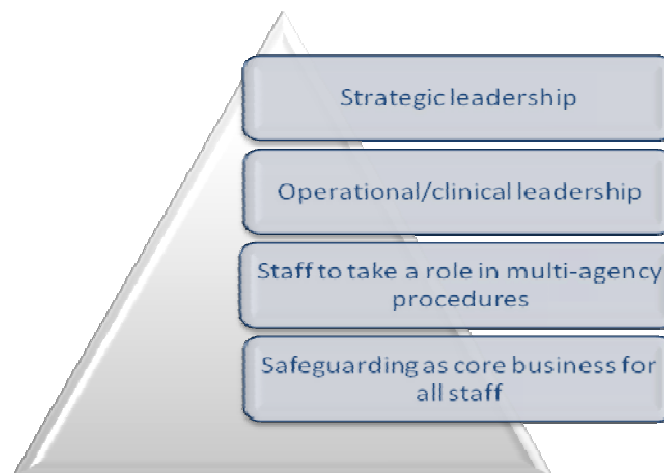 Strategic leadership
Operational/clinical leadership
Staff to take a role in multi-agency
procedures
Safeguarding as core business for
all staff